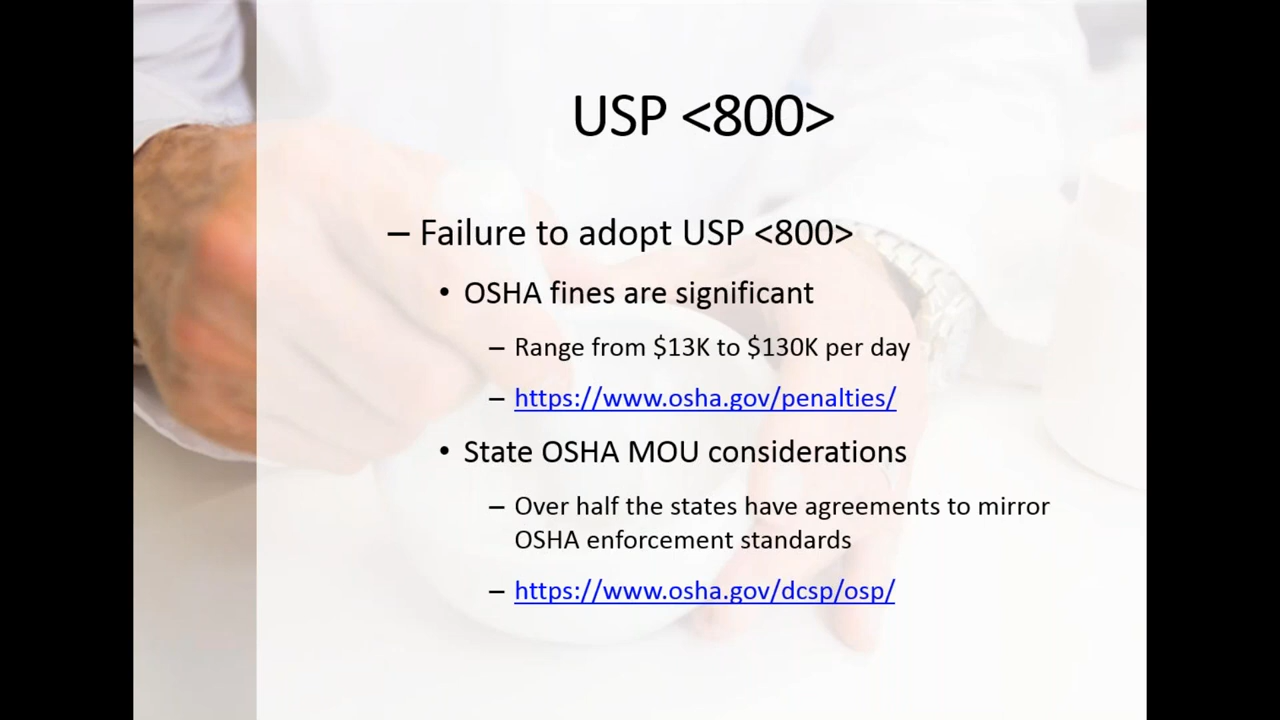 USP <800>
– Failure to adopt USP <800>
• OSHA fines are significant
– Range from $13K to $130K per day
– https://www.osha.gov/penalties/
• State OSHA MOU considerations
– Over half the states have agreements to mirror
OSHA enforcement standards
– https://www.osha.gov/dcsp/osp/